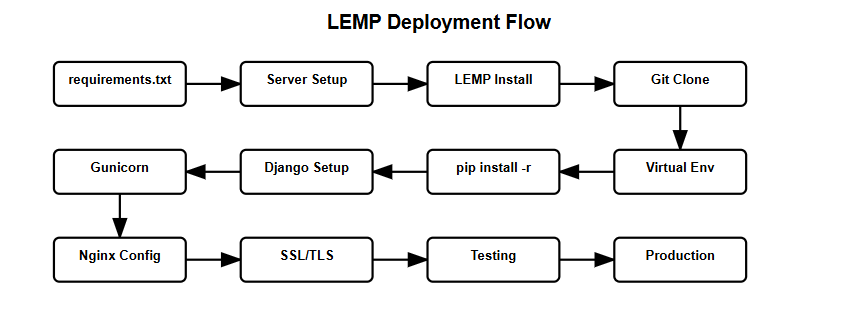 LEMP Deployment Flow
requirements.txt
Server Setup
LEMP Install
Git Clone
Gunicorn
Django Setup
pip install -r
Virtual Env
Nginx Config
SSL/TLS
Testing
Production